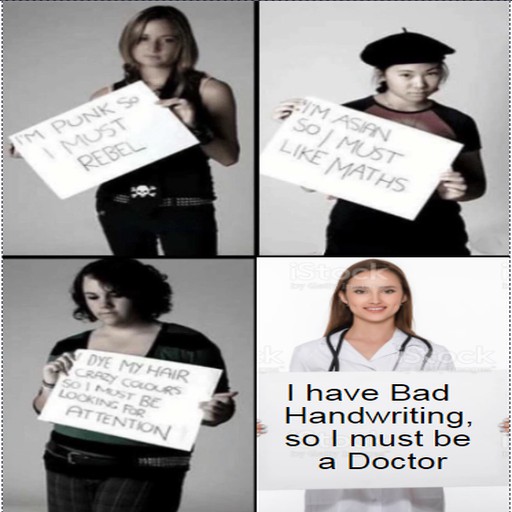 I'M PUNK SO
I MUST
REBEL
I'M ASIAN
SO I MUST
LIKE MATHS
I DYE MY HAIR
CRAZY COLOURS
SO I MUST BE
LOOKING FOR
ATTENTION
iStock
I have Bad
Handwriting,
so I must be
a Doctor